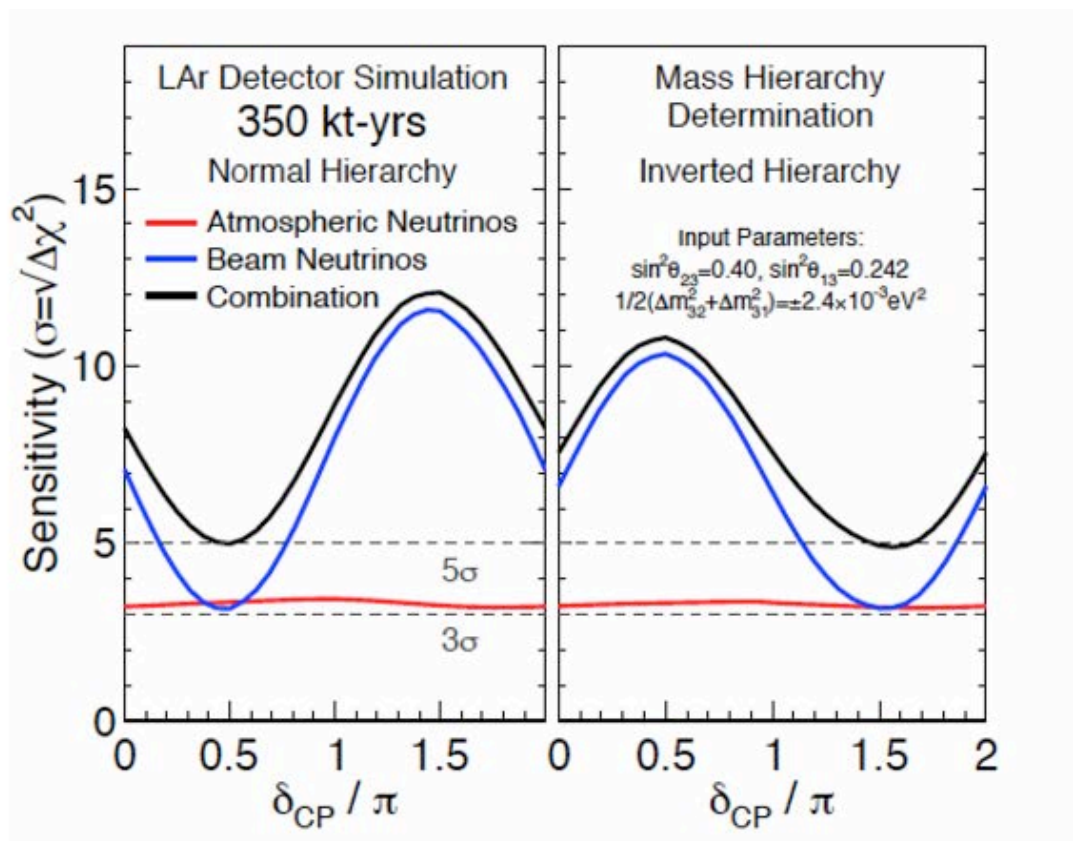 LAr Detector Simulation
350 kt-yrs
Normal Hierarchy
Atmospheric Neutrinos
Beam Neutrinos
Combination
Mass Hierarchy
Determination
Inverted Hierarchy
Input Parameters:
sin²θ₂₃=0.40, sin²θ₁₃=0.242
1/2(Δm²₃₂+Δm²₃₁)=±2.4×10⁻³eV²
Sensitivity (σ=√Δχ²)
15
10
5
0
5σ
3σ
0 0.5 1 1.5 0 0.5 1 1.5 2
δCP / π δCP / π